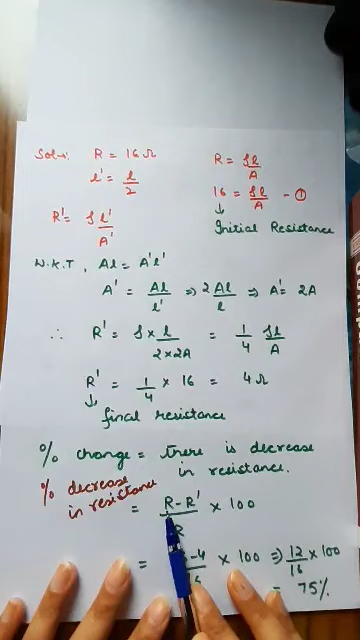 Sol:-  R = 16 Ω    R = ρl/A
l' = l/2    16 = ρl/A - ①
R' = ρ l'/A'    ↓
Initial Resistance
W.K.T, Al = A'l'
A' = Al/l' ⇒ 2Al/l ⇒ A' = 2A
∴ R' = ρ × l/2×2A = 1/4 ρl/A
R' = 1/4 × 16 = 4Ω
↓
final resistance
% change = there is decrease
in resistance.
% decrease
in resistance
= R-R'/R × 100
= -4/16 × 100 ⇒ 12/16 × 100
= 75%